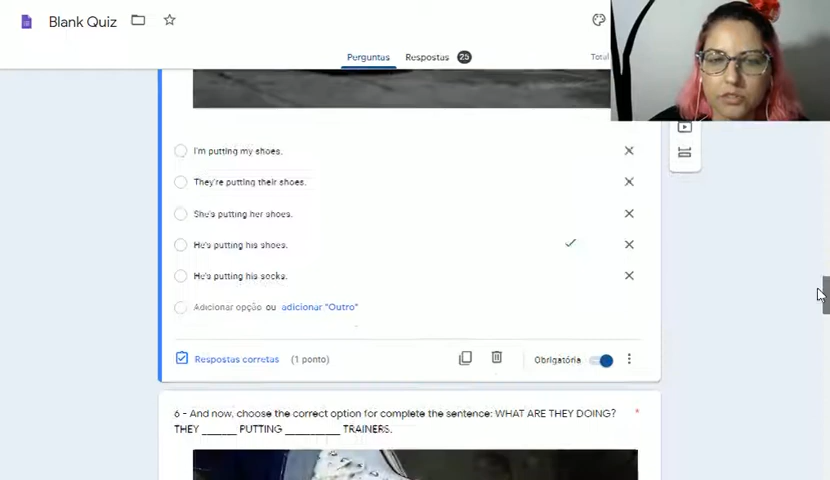 Blank Quiz
Perguntas Respostas 25 Total
I'm putting my shoes.
They're putting their shoes.
She's putting her shoes.
He's putting his shoes.
He's putting his socks.
Adicionar opção ou adicionar "Outro"
Respostas corretas (1 ponto) Obrigatória
6 - And now, choose the correct option for complete the sentence: WHAT ARE THEY DOING? *
THEY ______ PUTTING _________ TRAINERS.